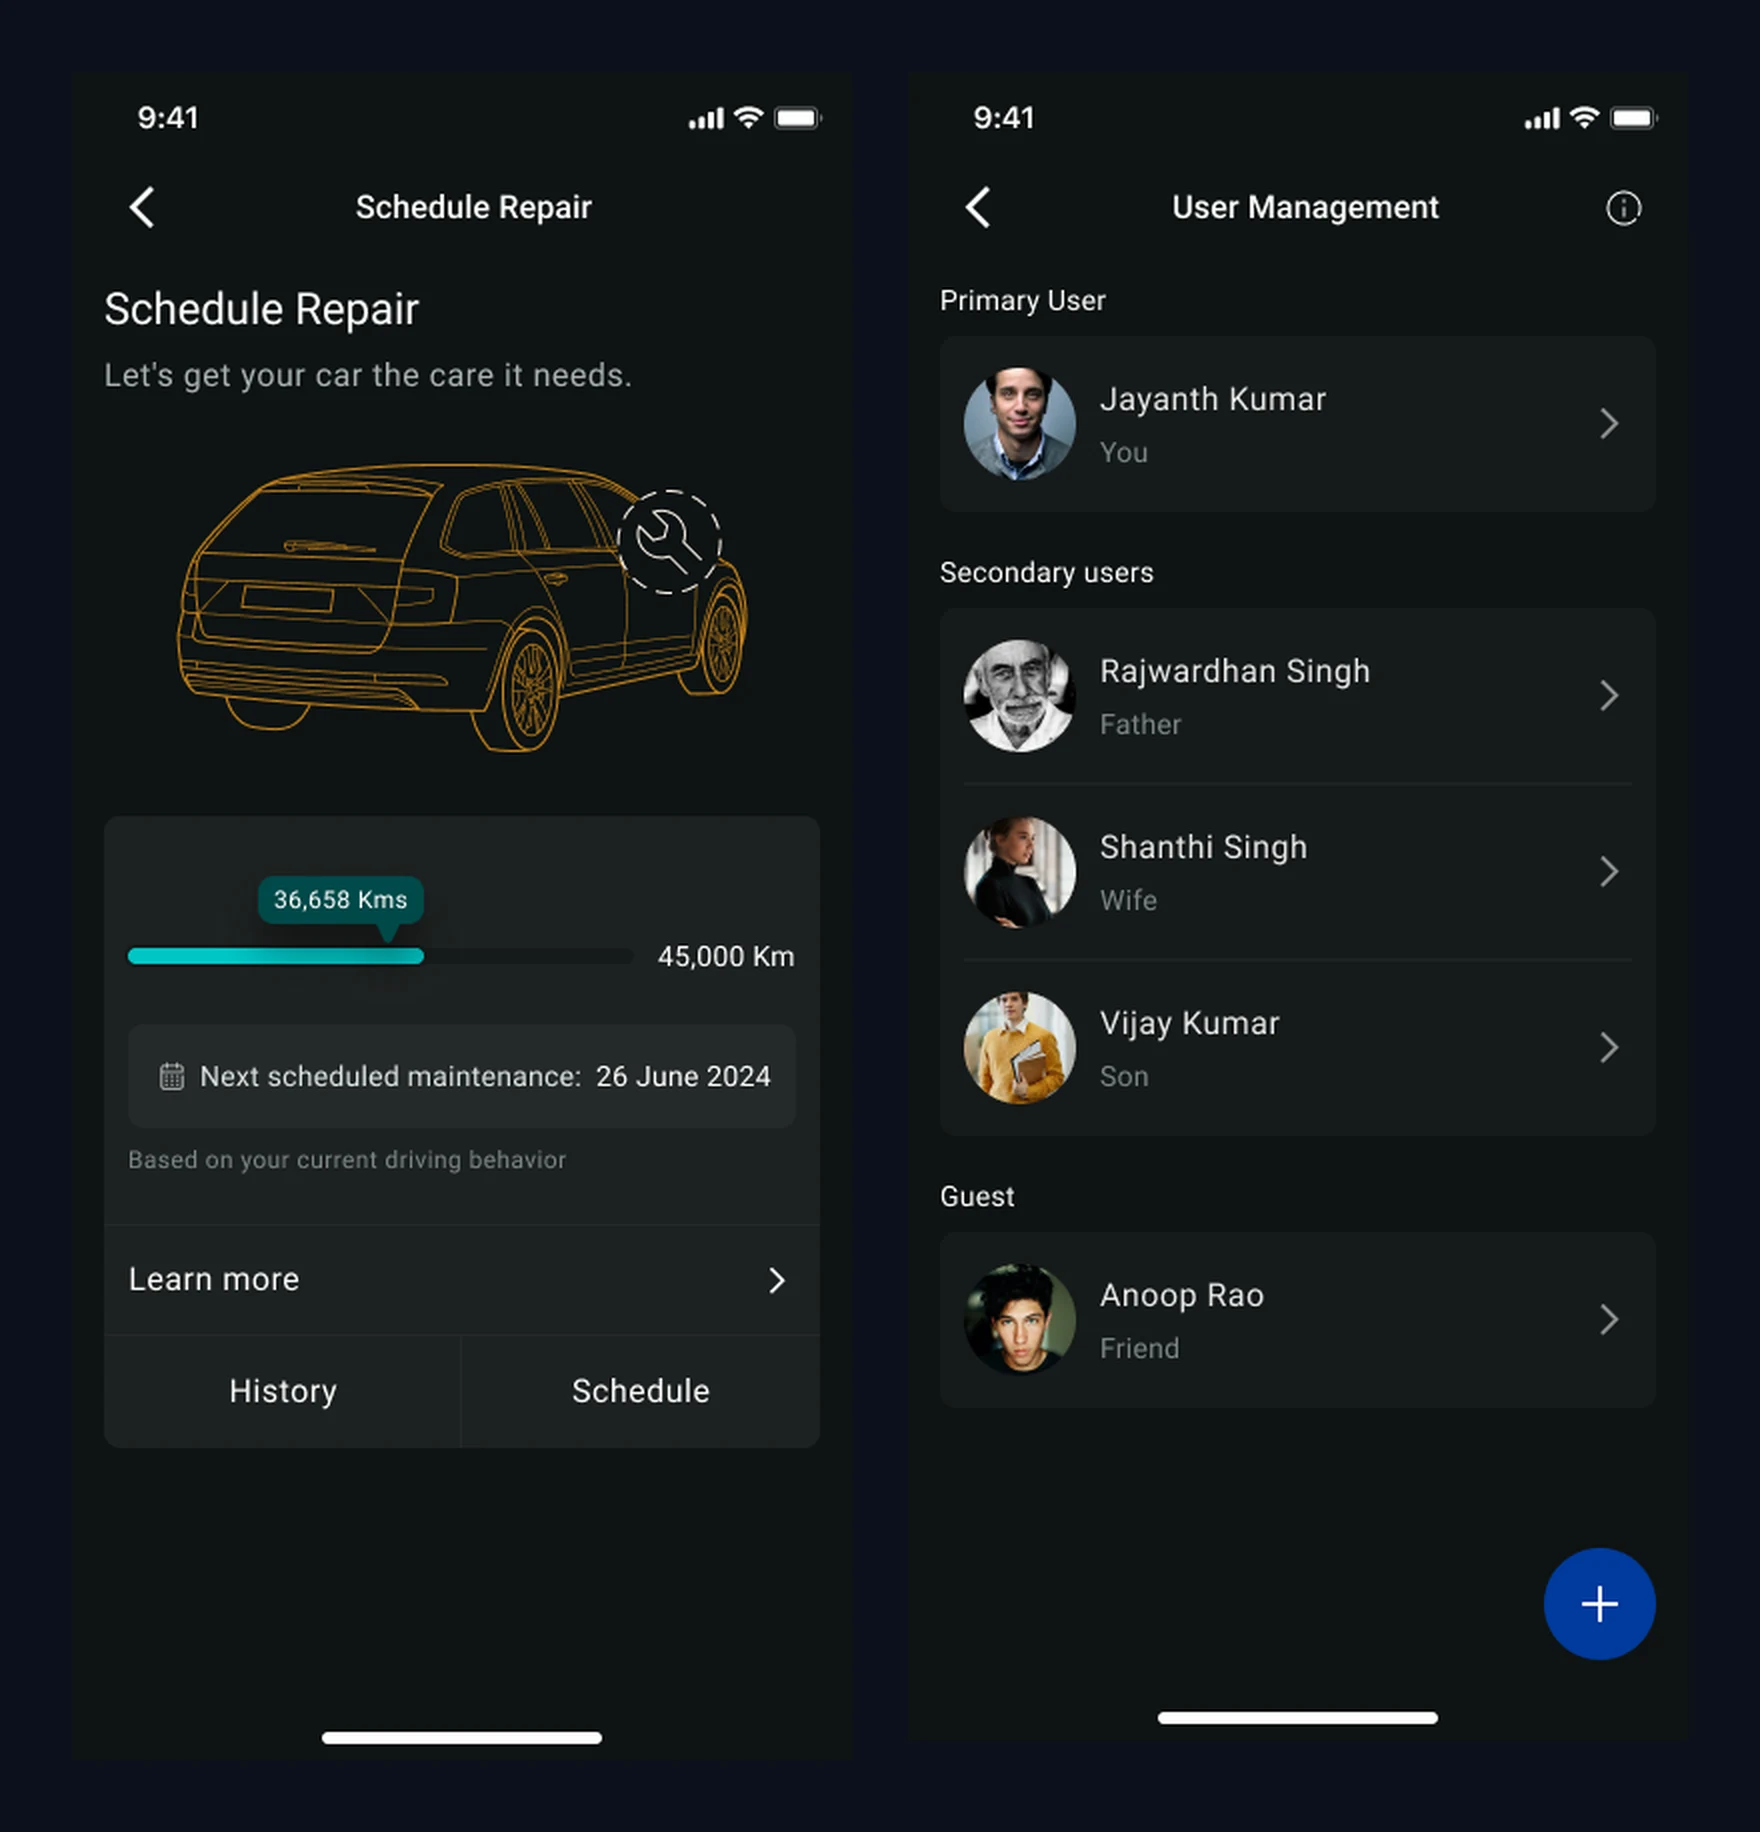 9:41
Schedule Repair
Schedule Repair
Let's get your car the care it needs.
36,658 Kms
45,000 Km
Next scheduled maintenance: 26 June 2024
Based on your current driving behavior
Learn more
History
Schedule
9:41
User Management
Primary User
Jayanth Kumar
You
Secondary users
Rajwardhan Singh
Father
Shanthi Singh
Wife
Vijay Kumar
Son
Guest
Anoop Rao
Friend